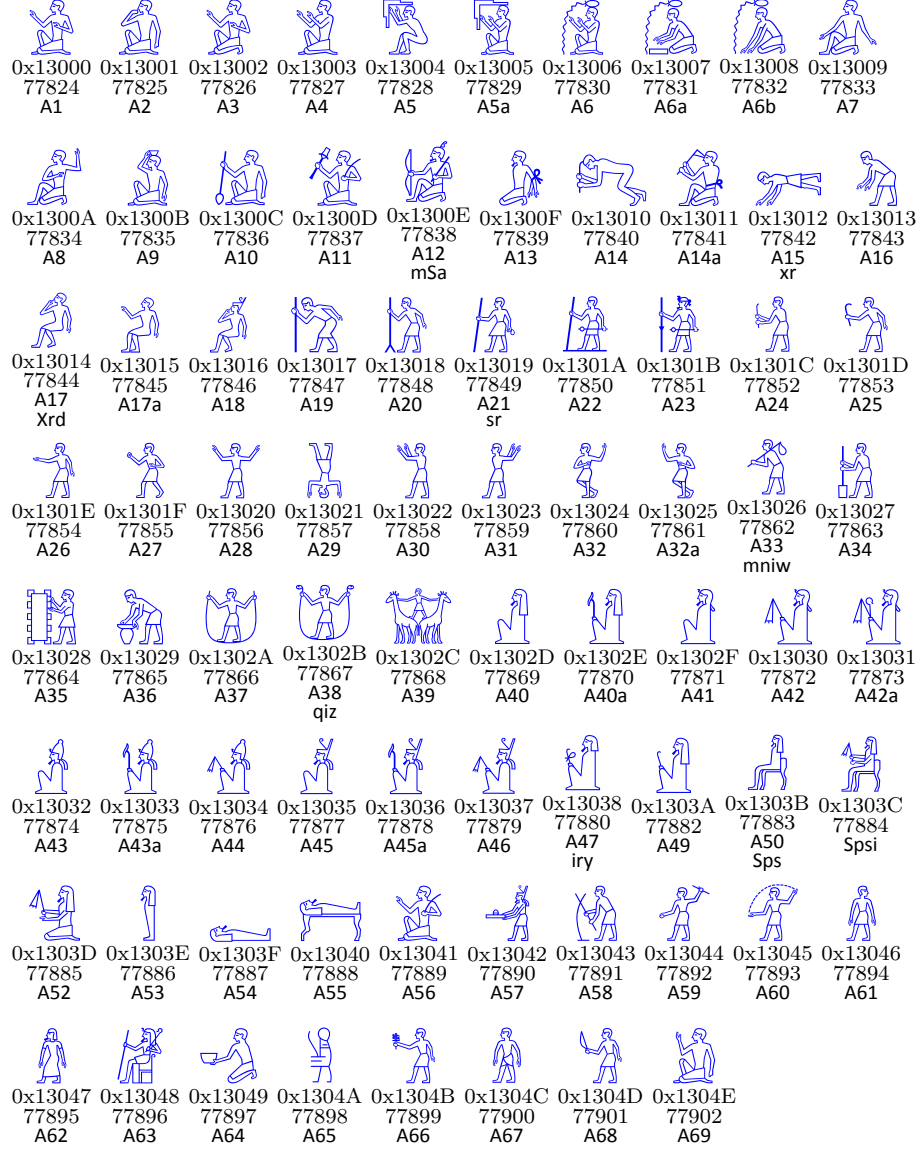 0x13000 0x13001 0x13002 0x13003 0x13004 0x13005 0x13006 0x13007 0x13008 0x13009
77824 77825 77826 77827 77828 77829 77830 77831 77832 77833
A1 A2 A3 A4 A5 A5a A6 A6a A6b A7
0x1300A 0x1300B 0x1300C 0x1300D 0x1300E 0x1300F 0x13010 0x13011 0x13012 0x13013
77834 77835 77836 77837 77838 77839 77840 77841 77842 77843
A8 A9 A10 A11 A12 A13 A14 A14a A15 A16
mSa xr
0x13014 0x13015 0x13016 0x13017 0x13018 0x13019 0x1301A 0x1301B 0x1301C 0x1301D
77844 77845 77846 77847 77848 77849 77850 77851 77852 77853
A17 A17a A18 A19 A20 A21 A22 A23 A24 A25
Xrd sr
0x1301E 0x1301F 0x13020 0x13021 0x13022 0x13023 0x13024 0x13025 0x13026 0x13027
77854 77855 77856 77857 77858 77859 77860 77861 77862 77863
A26 A27 A28 A29 A30 A31 A32 A32a A33 A34
mniw
0x13028 0x13029 0x1302A 0x1302B 0x1302C 0x1302D 0x1302E 0x1302F 0x13030 0x13031
77864 77865 77866 77867 77868 77869 77870 77871 77872 77873
A35 A36 A37 A38 A39 A40 A40a A41 A42 A42a
qiz
0x13032 0x13033 0x13034 0x13035 0x13036 0x13037 0x13038 0x1303A 0x1303B 0x1303C
77874 77875 77876 77877 77878 77879 77880 77882 77883 77884
A43 A43a A44 A45 A45a A46 A47 A49 A50 Spsi
iry Sps
0x1303D 0x1303E 0x1303F 0x13040 0x13041 0x13042 0x13043 0x13044 0x13045 0x13046
77885 77886 77887 77888 77889 77890 77891 77892 77893 77894
A52 A53 A54 A55 A56 A57 A58 A59 A60 A61
0x13047 0x13048 0x13049 0x1304A 0x1304B 0x1304C 0x1304D 0x1304E
77895 77896 77897 77898 77899 77900 77901 77902
A62 A63 A64 A65 A66 A67 A68 A69